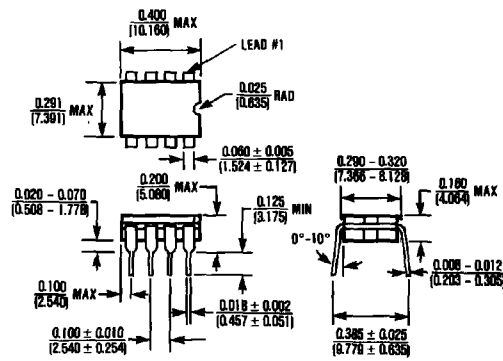 0.400
(10.160) MAX
LEAD #1
0.291
(7.391) MAX
0.025
(0.635) RAD
0.060 ± 0.005
(1.524 ± 0.127)
0.200
(5.080) MAX
0.290 – 0.320
(7.366 – 8.128)
0.020 – 0.070
(0.508 – 1.778)
0.125
(3.175) MIN
0.160
(4.064) MAX
0°-10°
0.100
(2.540) MAX
0.018 ± 0.002
(0.457 ± 0.051)
0.008 – 0.012
(0.203 – 0.305)
0.100 ± 0.010
(2.540 ± 0.254)
0.385 ± 0.025
(9.779 ± 0.635)